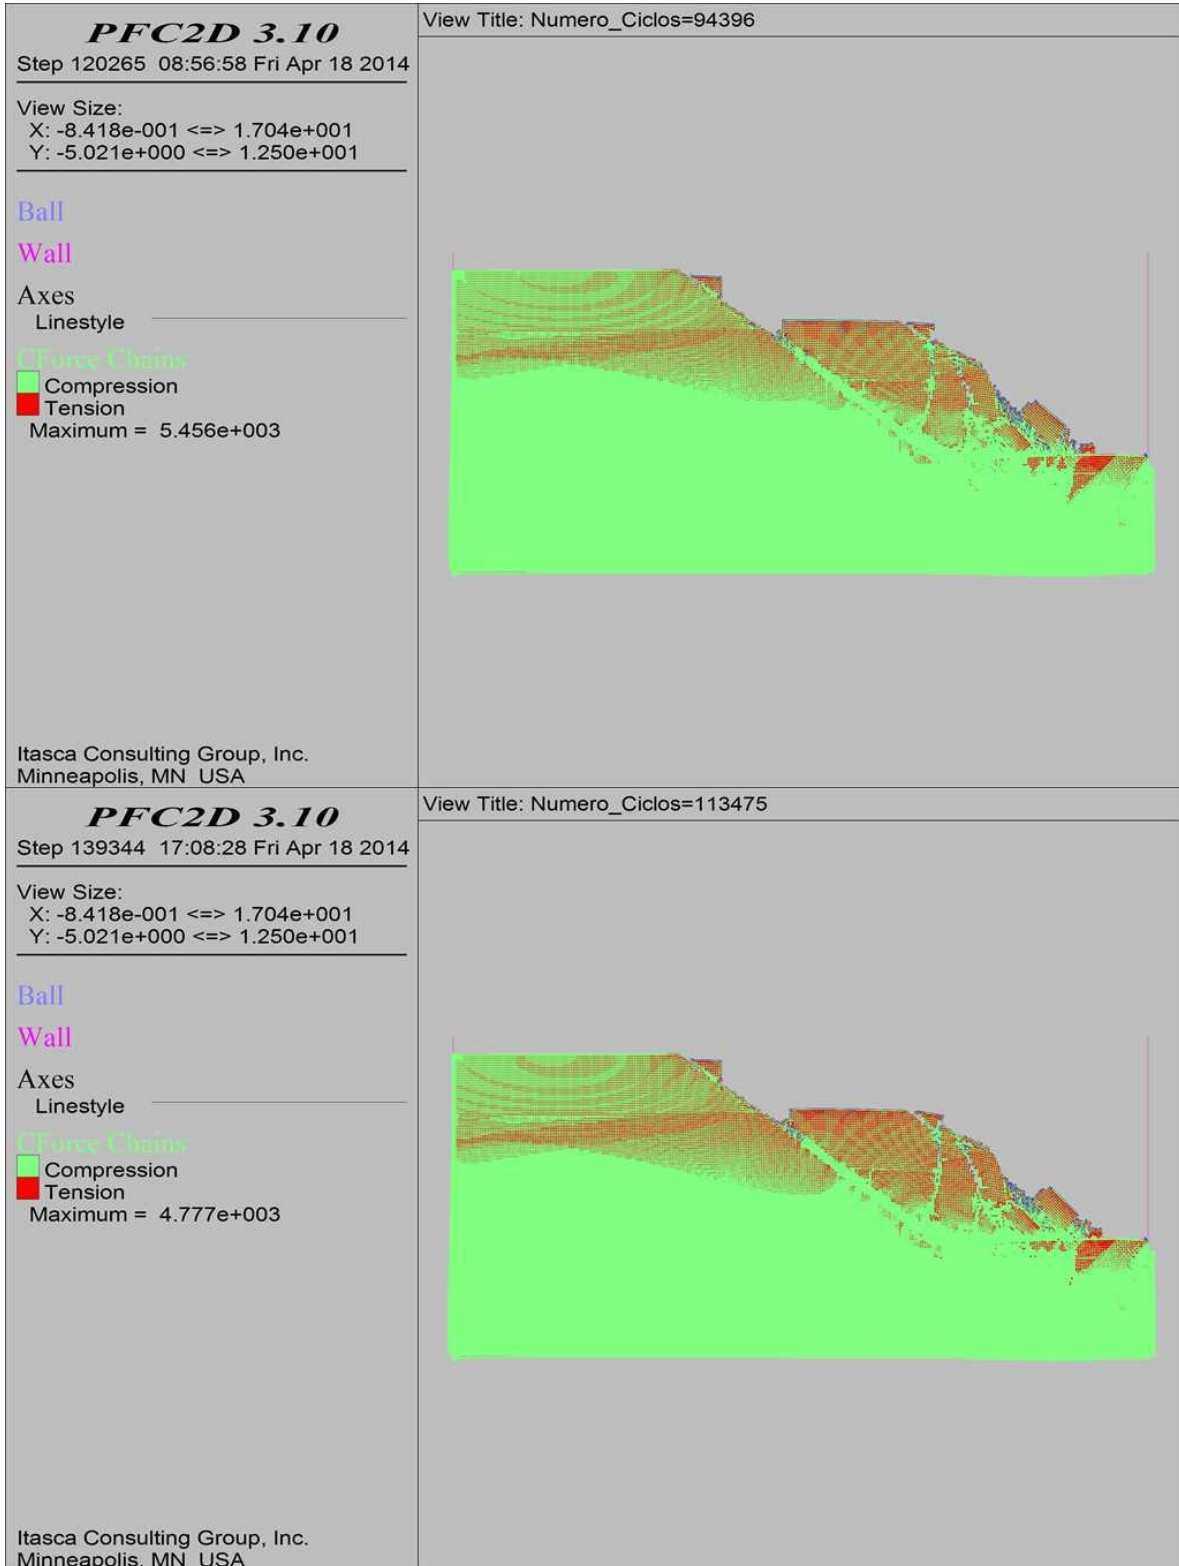 PFC2D 3.10
Step 120265 08:56:58 Fri Apr 18 2014
View Size:
X: -8.418e-001 <=> 1.704e+001
Y: -5.021e+000 <=> 1.250e+001
Ball
Wall
Axes
Linestyle
CForce Chains
Compression
Tension
Maximum = 5.456e+003
Itasca Consulting Group, Inc.
Minneapolis, MN USA
View Title: Numero_Ciclos=94396
PFC2D 3.10
Step 139344 17:08:28 Fri Apr 18 2014
View Size:
X: -8.418e-001 <=> 1.704e+001
Y: -5.021e+000 <=> 1.250e+001
Ball
Wall
Axes
Linestyle
CForce Chains
Compression
Tension
Maximum = 4.777e+003
Itasca Consulting Group, Inc.
Minneapolis, MN USA
View Title: Numero_Ciclos=113475